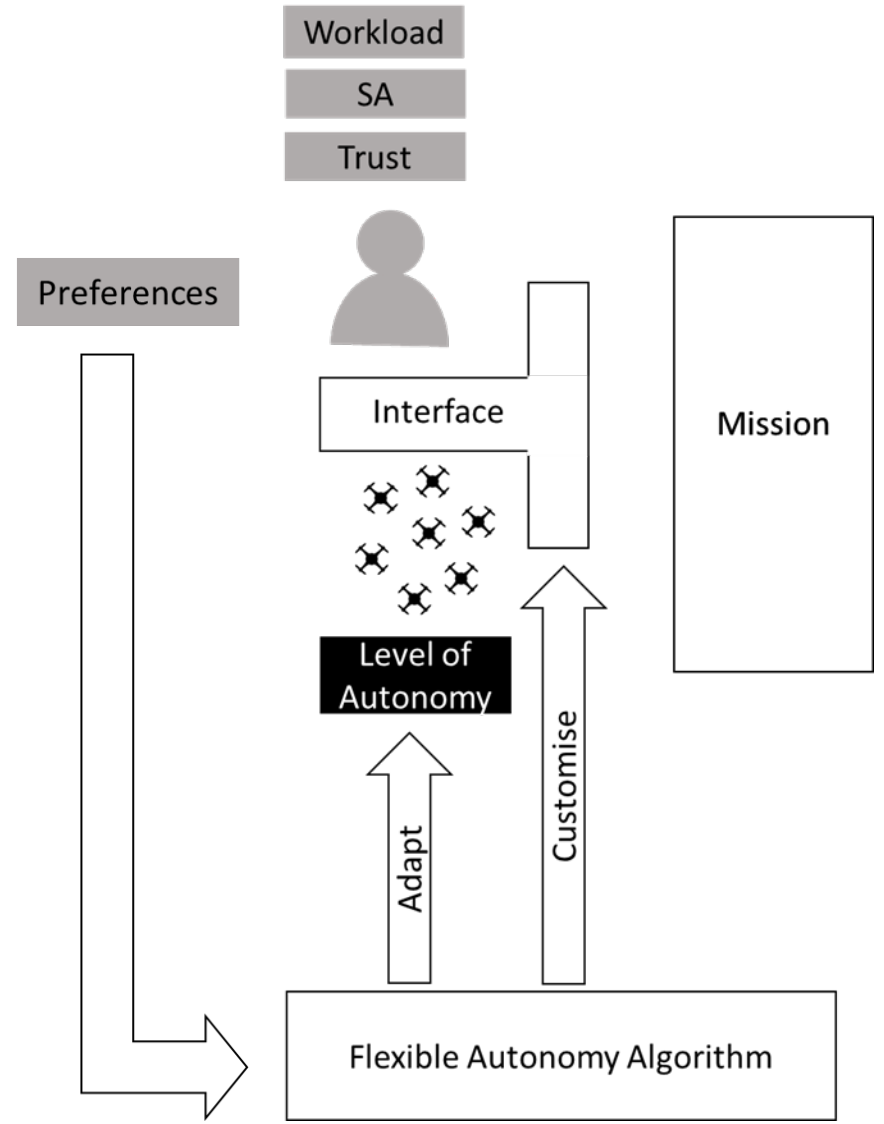 Workload
SA
Trust
Preferences
Interface
Mission
Level of
Autonomy
Adapt
Customise
Flexible Autonomy Algorithm